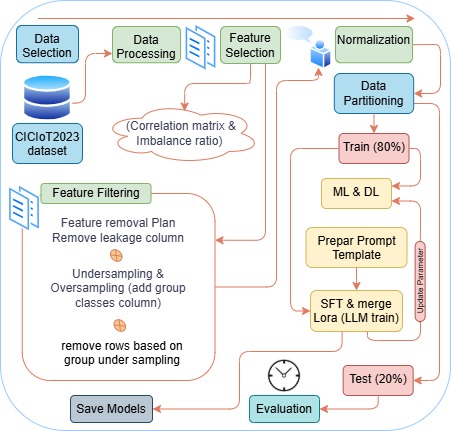 Data
Selection
Data
Processing
Feature
Selection
Normalization
CICIoT2023
dataset
(Correlation matrix &
Imbalance ratio)
Data
Partitioning
Train (80%)
ML & DL
Feature Filtering
Feature removal Plan
Remove leakage column
Undersampling &
Oversampling (add group
classes column)
remove rows based on
group under sampling
Prepar Prompt
Template
SFT & merge
Lora (LLM train)
Update Parameter
Test (20%)
Evaluation
Save Models